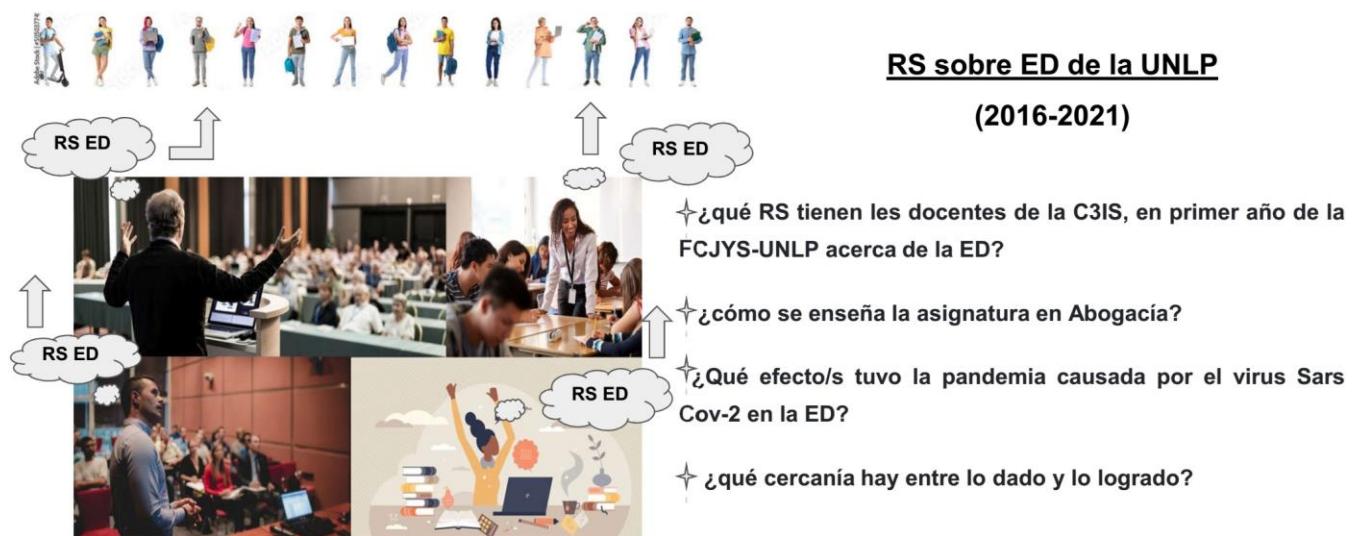 Adobe Stock | #510508774
RS ED
RS ED
RS ED
RS ED
RS sobre ED de la UNLP
(2016-2021)
¿qué RS tienen les docentes de la C3IS, en primer año de la
FCJYS-UNLP acerca de la ED?
¿cómo se enseña la asignatura en Abogacía?
¿Qué efecto/s tuvo la pandemia causada por el virus Sars
Cov-2 en la ED?
¿qué cercanía hay entre lo dado y lo logrado?